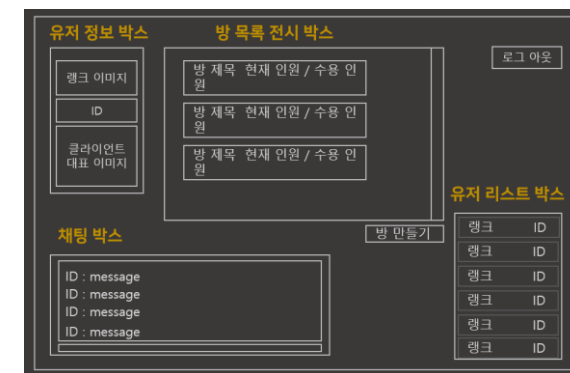 유저 정보 박스
방 목록 전시 박스
로그 아웃
랭크 이미지
ID
클라이언트
대표 이미지
방 제목 현재 인원 / 수용 인
원
방 제목 현재 인원 / 수용 인
원
방 제목 현재 인원 / 수용 인
원
방 만들기
유저 리스트 박스
랭크 ID
랭크 ID
랭크 ID
랭크 ID
랭크 ID
랭크 ID
채팅 박스
ID : message
ID : message
ID : message
ID : message